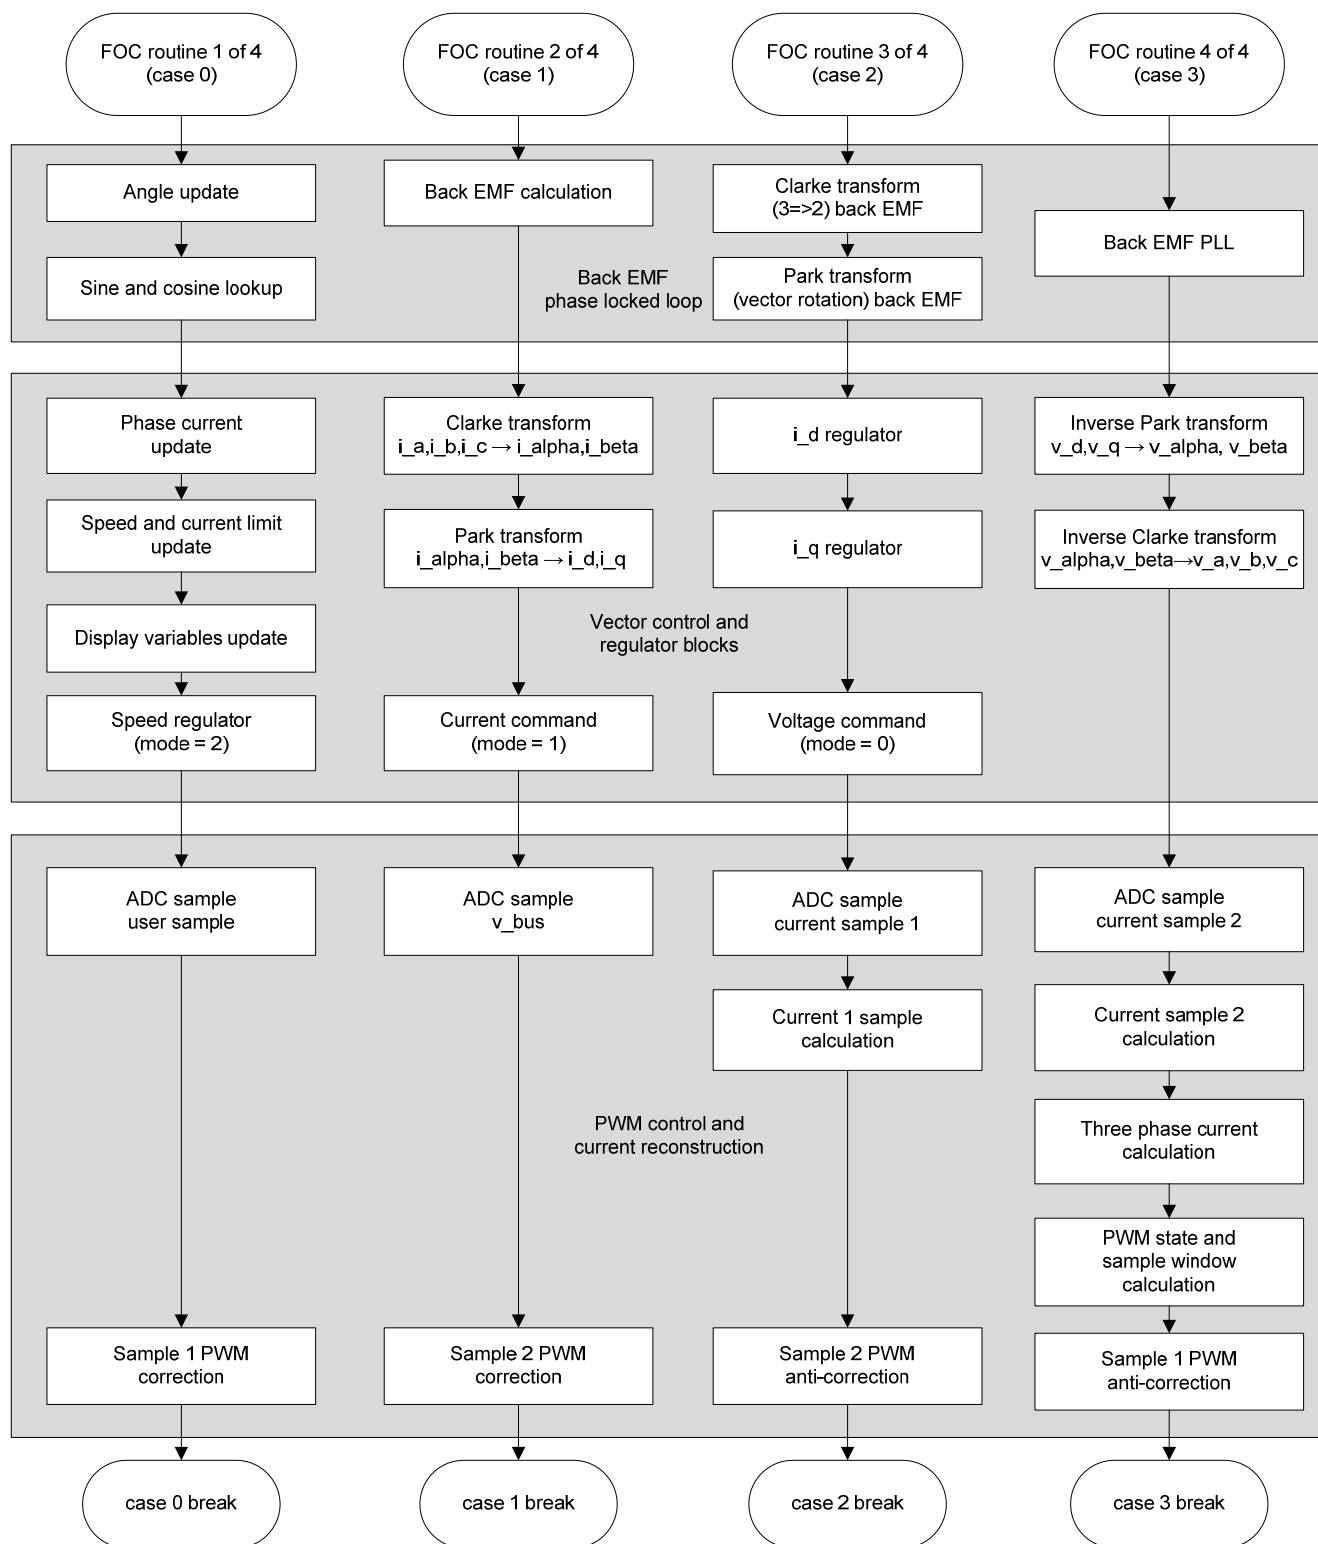 FOC routine 1 of 4
(case 0)
FOC routine 2 of 4
(case 1)
FOC routine 3 of 4
(case 2)
FOC routine 4 of 4
(case 3)
Angle update
Sine and cosine lookup
Back EMF calculation
Back EMF
phase locked loop
Clarke transform
(3=>2) back EMF
Park transform
(vector rotation) back EMF
Back EMF PLL
Phase current
update
Speed and current limit
update
Display variables update
Speed regulator
(mode = 2)
Clarke transform
i_a,i_b,i_c → i_alpha,i_beta
Park transform
i_alpha,i_beta → i_d,i_q
Vector control and
regulator blocks
Current command
(mode = 1)
i_d regulator
i_q regulator
Voltage command
(mode = 0)
Inverse Park transform
v_d,v_q → v_alpha, v_beta
Inverse Clarke transform
v_alpha,v_beta→v_a,v_b,v_c
ADC sample
user sample
Sample 1 PWM
correction
ADC sample
v_bus
PWM control and
current reconstruction
Sample 2 PWM
correction
ADC sample
current sample 1
Current 1 sample
calculation
Sample 2 PWM
anti-correction
ADC sample
current sample 2
Current sample 2
calculation
Three phase current
calculation
PWM state and
sample window
calculation
Sample 1 PWM
anti-correction
case 0 break
case 1 break
case 2 break
case 3 break